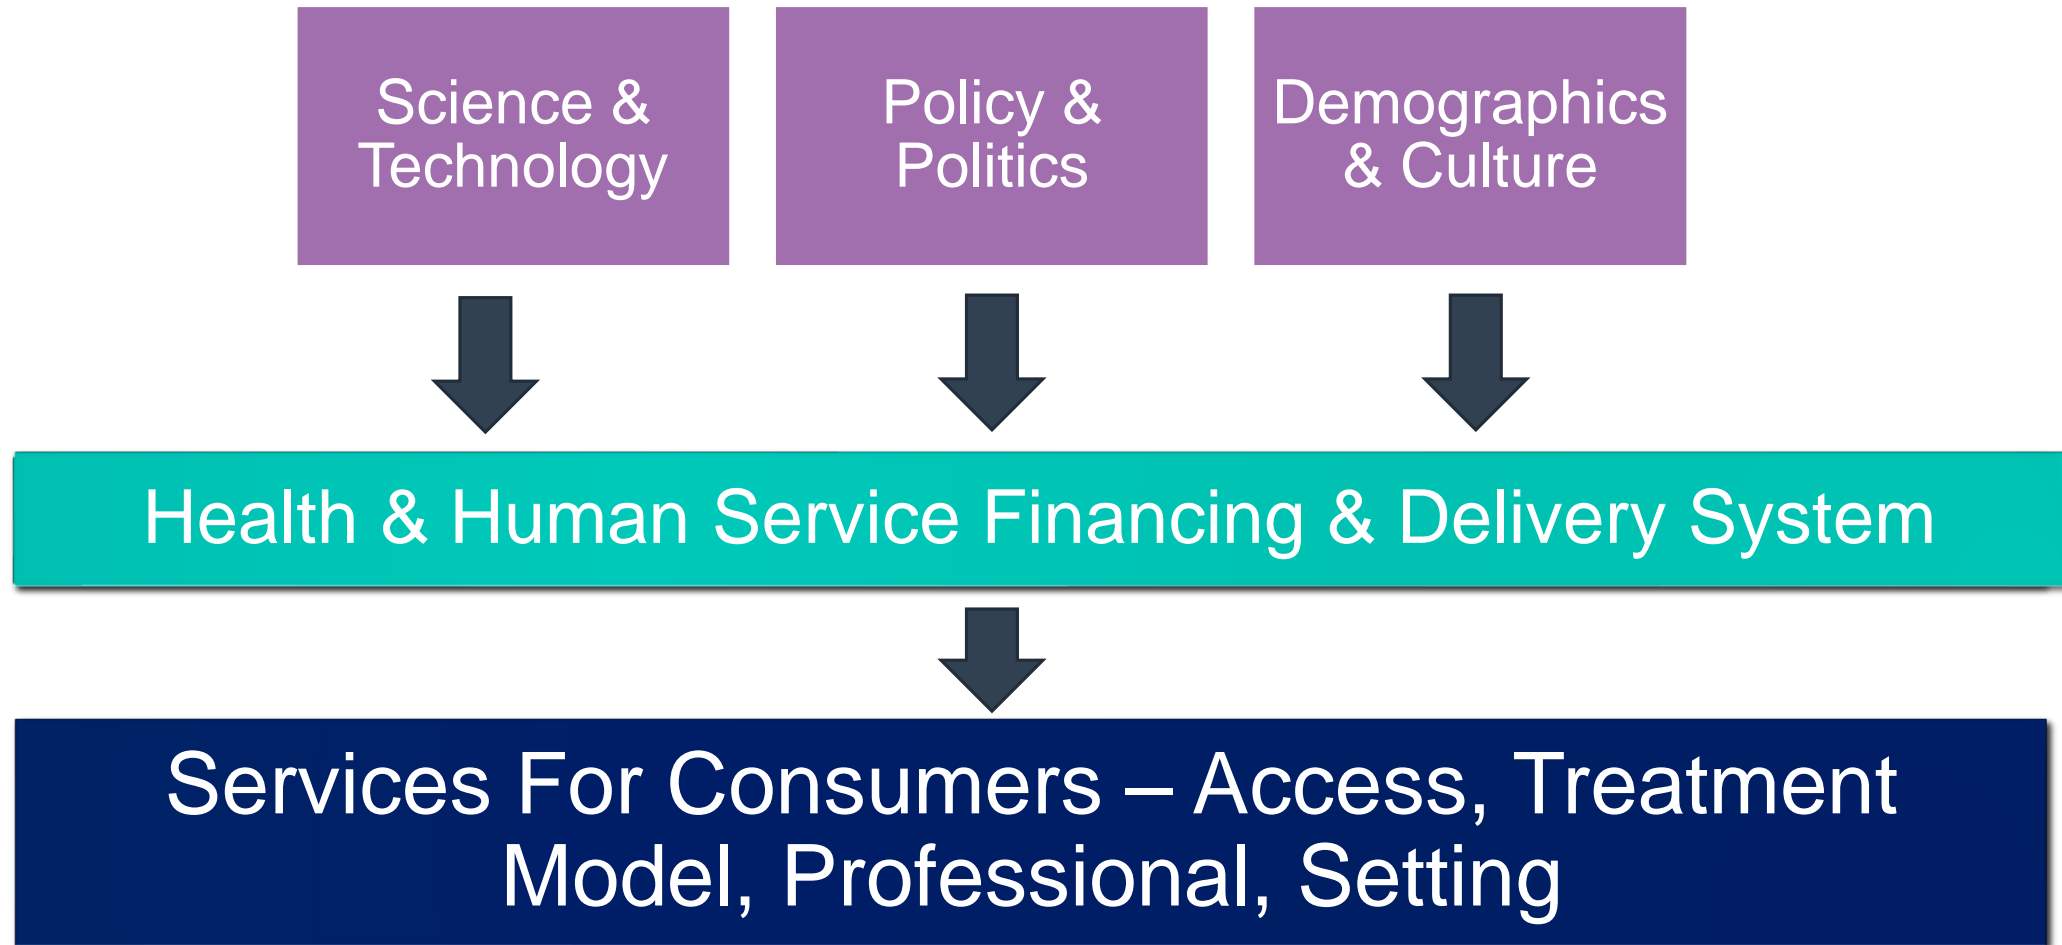 Science &
Technology
Policy &
Politics
Demographics
& Culture
Health & Human Service Financing & Delivery System
Services For Consumers – Access, Treatment
Model, Professional, Setting